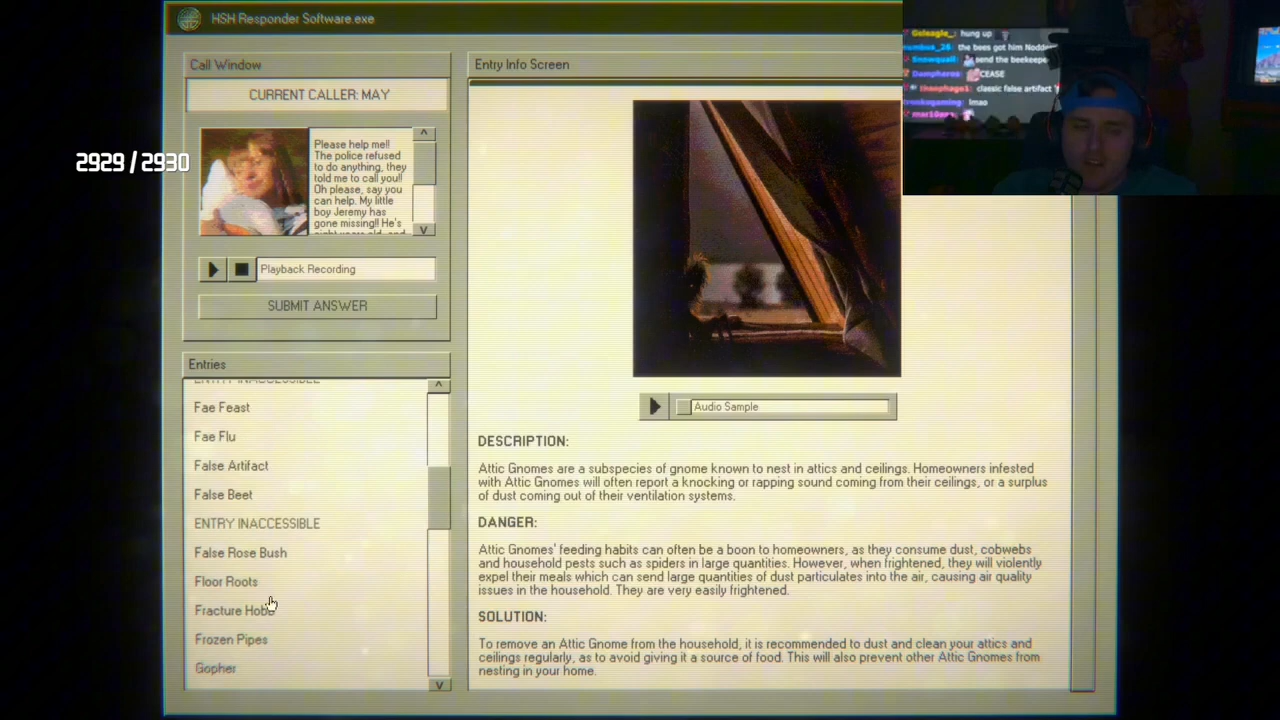 HSH Responder Software.exe
Call Window
CURRENT CALLER: MAY
Please help me!!
The police refused
to do anything, they
told me to call you!!
Oh please, say you
can help. My little
boy Jeremy has
gone missing!! He's
2929 / 2930
Playback Recording
SUBMIT ANSWER
Entries
ENTRY INACCESSIBLE
Fae Feast
Fae Flu
False Artifact
False Beet
ENTRY INACCESSIBLE
False Rose Bush
Floor Roots
Fracture Hobb
Frozen Pipes
Gopher
Entry Info Screen
Audio Sample
DESCRIPTION:
Attic Gnomes are a subspecies of gnome known to nest in attics and ceilings. Homeowners infested
with Attic Gnomes will often report a knocking or rapping sound coming from their ceilings, or a surplus
of dust coming out of their ventilation systems.
DANGER:
Attic Gnomes' feeding habits can often be a boon to homeowners, as they consume dust, cobwebs
and household pests such as spiders in large quantities. However, when frightened, they will violently
expel their meals which can send large quantities of dust particulates into the air, causing air quality
issues in the household. They are very easily frightened.
SOLUTION:
To remove an Attic Gnome from the household, it is recommended to dust and clean your attics and
ceilings regularly, as to avoid giving it a source of food. This will also prevent other Attic Gnomes from
nesting in your home.
hung up
the bees got him Nodd
send the beekeepe
CEASE
classic false artifact
lmao